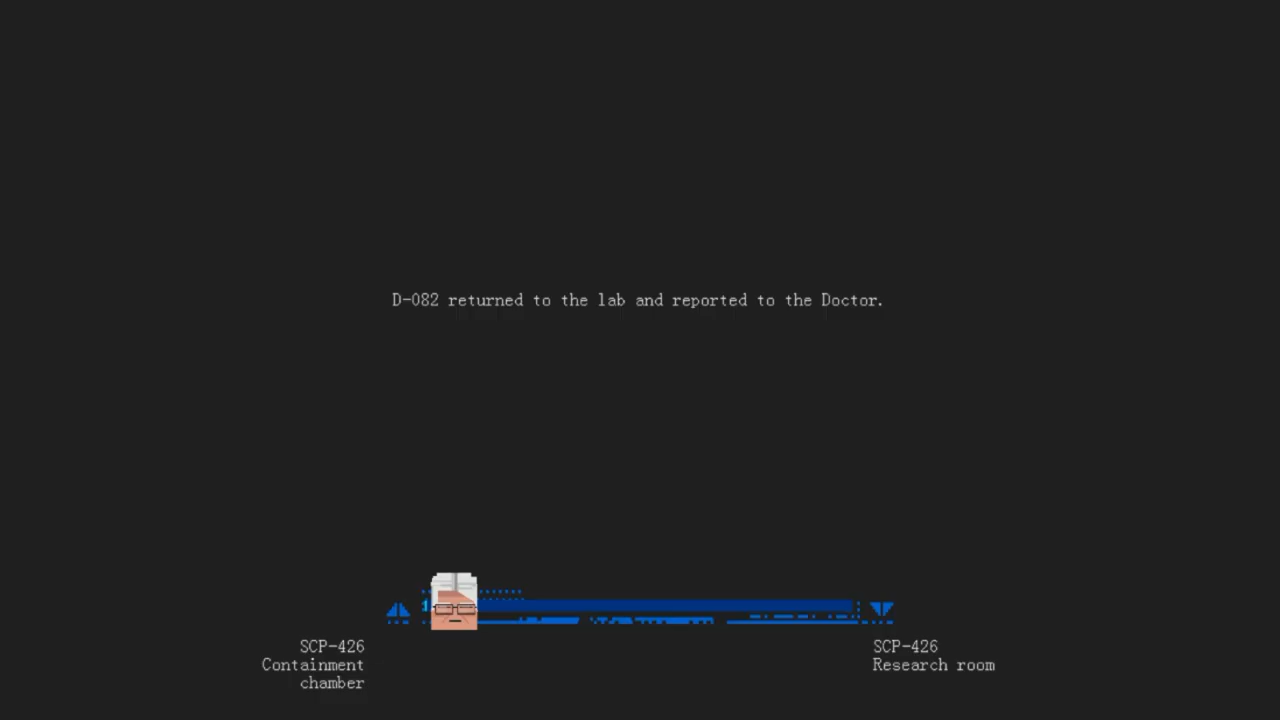 D-082 returned to the lab and reported to the Doctor.
SCP-426
Containment
chamber
SCP-426
Research room